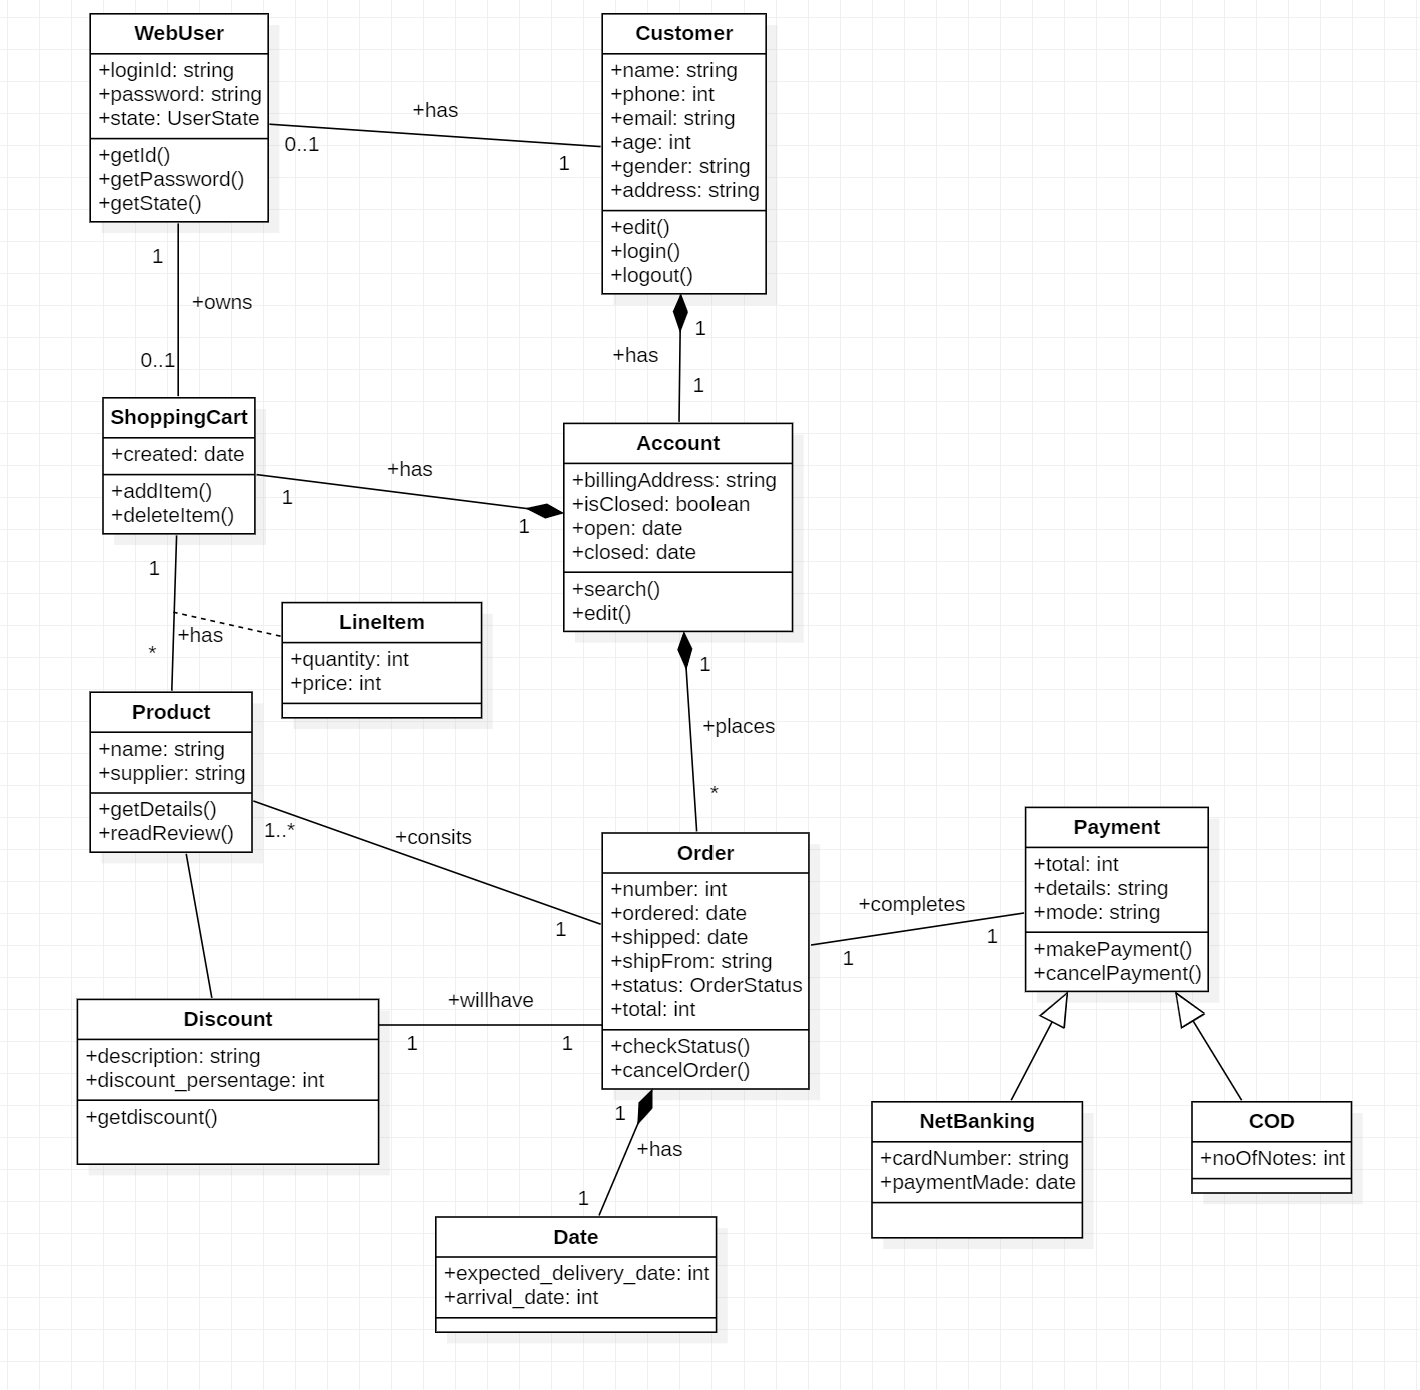 WebUser
+loginId: string
+password: string
+state: UserState
+getId()
+getPassword()
+getState()
+has
0..1
1
Customer
+name: string
+phone: int
+email: string
+age: int
+gender: string
+address: string
+edit()
+login()
+logout()
1
+owns
0..1
1
+has
1
ShoppingCart
+created: date
+addItem()
+deleteItem()
+has
1
1
Account
+billingAddress: string
+isClosed: boolean
+open: date
+closed: date
+search()
+edit()
1
+has
*
LineItem
+quantity: int
+price: int
1
+places
*
Product
+name: string
+supplier: string
+getDetails()
+readReview()
1..*
+consits
1
Order
+number: int
+ordered: date
+shipped: date
+shipFrom: string
+status: OrderStatus
+total: int
+checkStatus()
+cancelOrder()
+completes
1
1
Payment
+total: int
+details: string
+mode: string
+makePayment()
+cancelPayment()
Discount
+description: string
+discount_persentage: int
+getdiscount()
+willhave
1
1
1
+has
1
Date
+expected_delivery_date: int
+arrival_date: int
NetBanking
+cardNumber: string
+paymentMade: date
COD
+noOfNotes: int